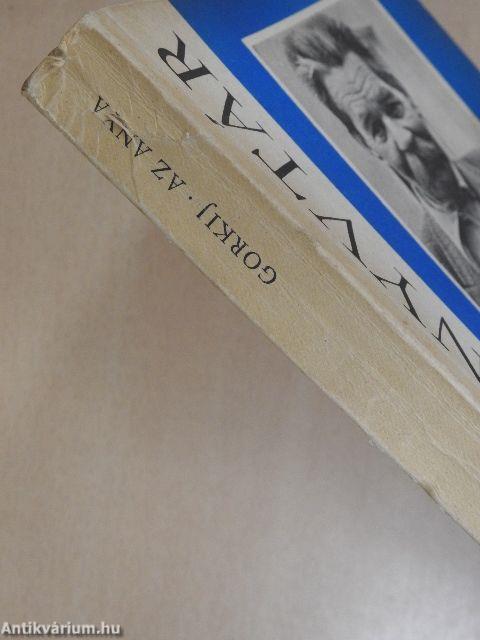 GORKIJ · AZ ANYA
NYVTÁR
Antikvárium.hu